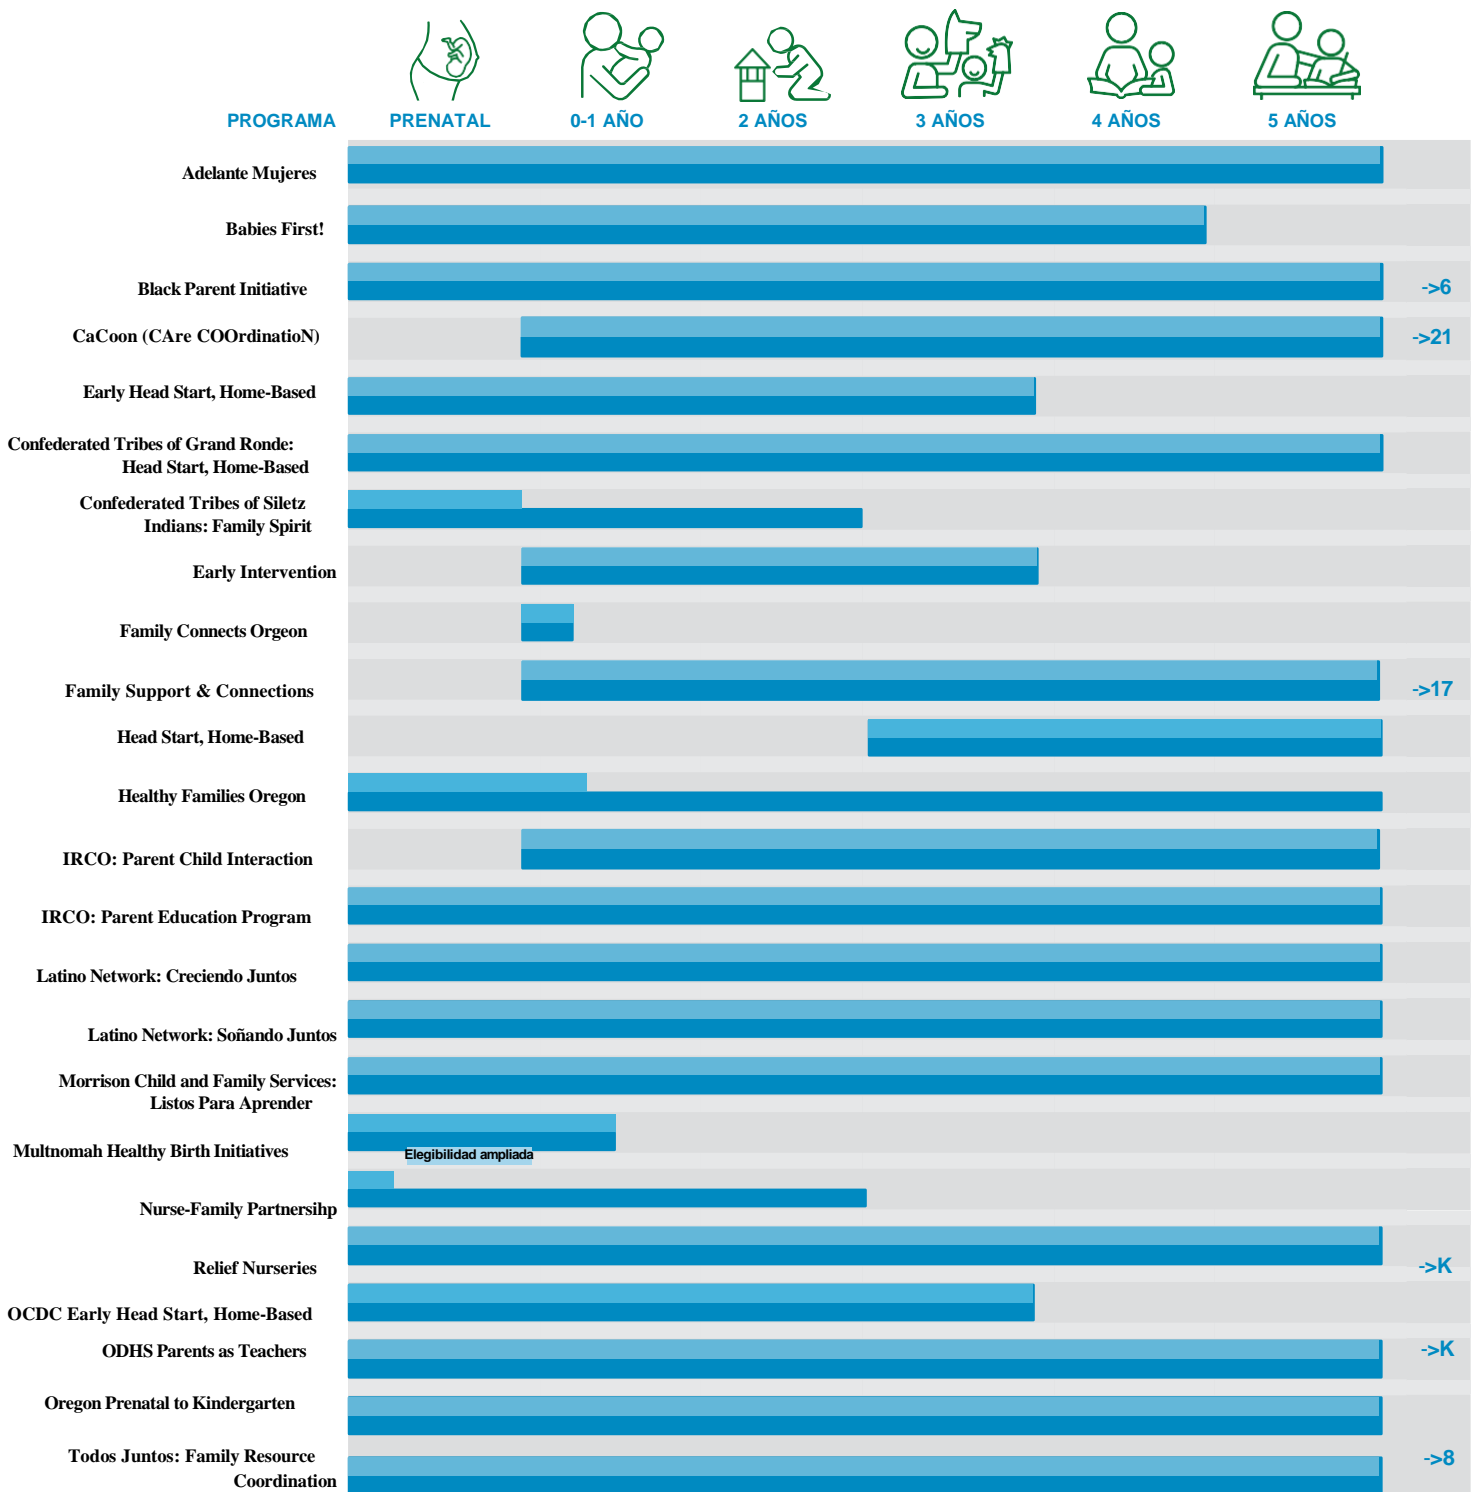 PROGRAMA PRENATAL 0-1 AÑO 2 AÑOS 3 AÑOS 4 AÑOS 5 AÑOS
Adelante Mujeres
Babies First!
Black Parent Initiative ->6
CaCoon (CAre COOrdinatioN) ->21
Early Head Start, Home-Based
Confederated Tribes of Grand Ronde:
Head Start, Home-Based
Confederated Tribes of Siletz
Indians: Family Spirit
Early Intervention
Family Connects Orgeon
Family Support & Connections ->17
Head Start, Home-Based
Healthy Families Oregon
IRCO: Parent Child Interaction
IRCO: Parent Education Program
Latino Network: Creciendo Juntos
Latino Network: Soñando Juntos
Morrison Child and Family Services:
Listos Para Aprender
Multnomah Healthy Birth Initiatives
Elegibilidad ampliada
Nurse-Family Partnersihp
Relief Nurseries ->K
OCDC Early Head Start, Home-Based
ODHS Parents as Teachers ->K
Oregon Prenatal to Kindergarten
Todos Juntos: Family Resource ->8
Coordination